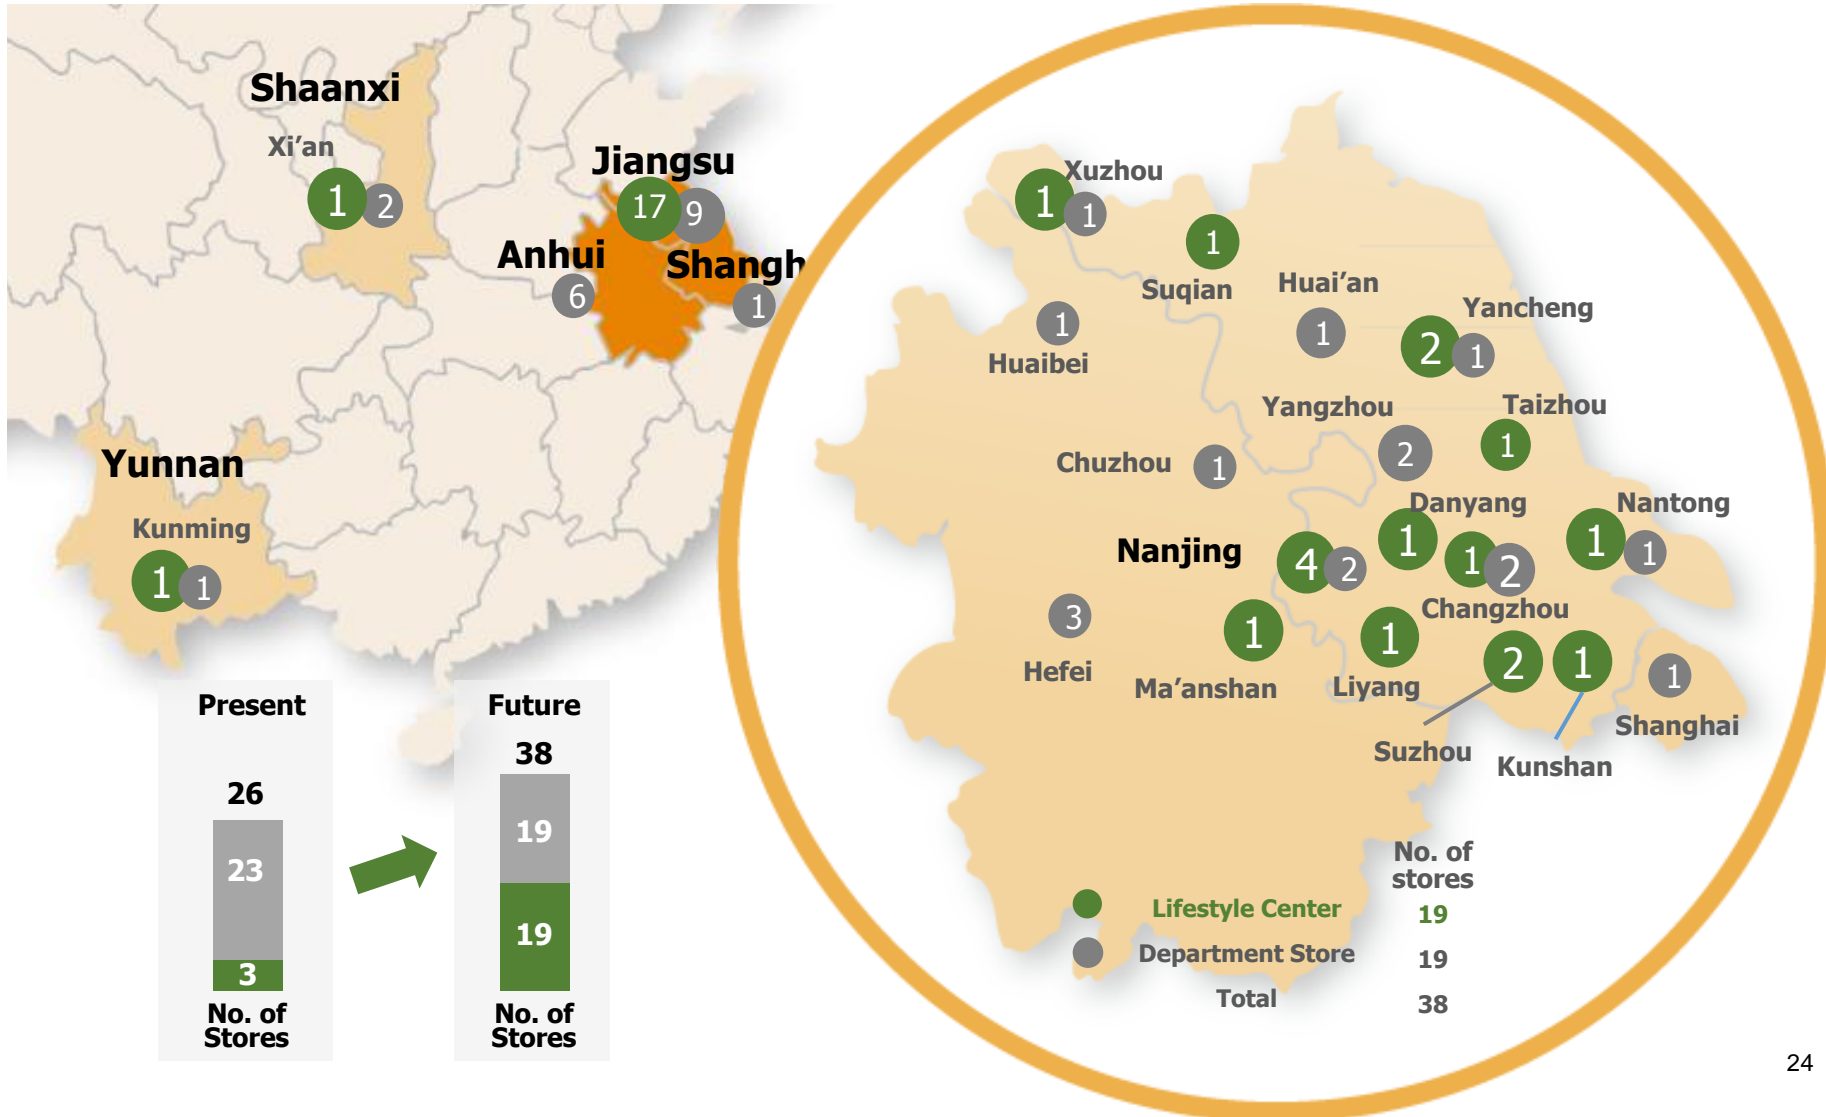 Shaanxi
Xi’an
1
2
Jiangsu
17
9
Anhui
6
Shangh
1
Yunnan
Kunming
1
1
Present
26
23
3
No. of
Stores
Future
38
19
19
No. of
Stores
Xuzhou
1
1
1
Suqian
Huai’an
1
1
Huaibei
Yancheng
2
1
Yangzhou
2
Taizhou
1
Chuzhou
1
Danyang
1
Nantong
1
1
Nanjing
4
2
1
2
Changzhou
3
Hefei
1
Ma’anshan
1
Liyang
2
Suzhou
1
Kunshan
1
Shanghai
No. of
stores
Lifestyle Center 19
Department Store 19
Total 38
24